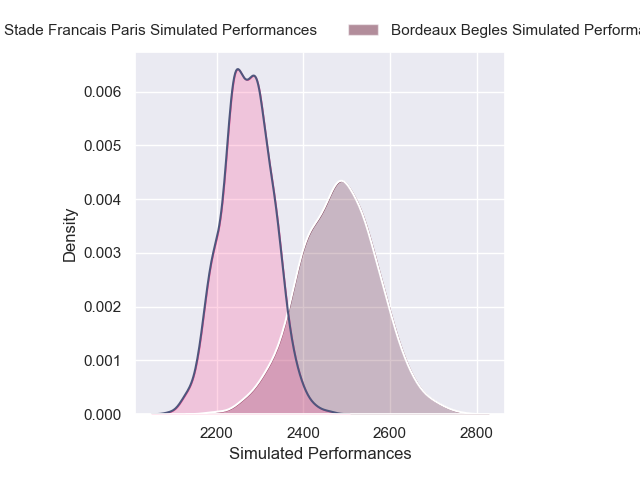 Stade Francais Paris Simulated Performances
Bordeaux Begles Simulated
0.006
0.005
0.004
0.003
0.002
0.001
0.000
Density
2200 2400 2600 2800
Simulated Performances